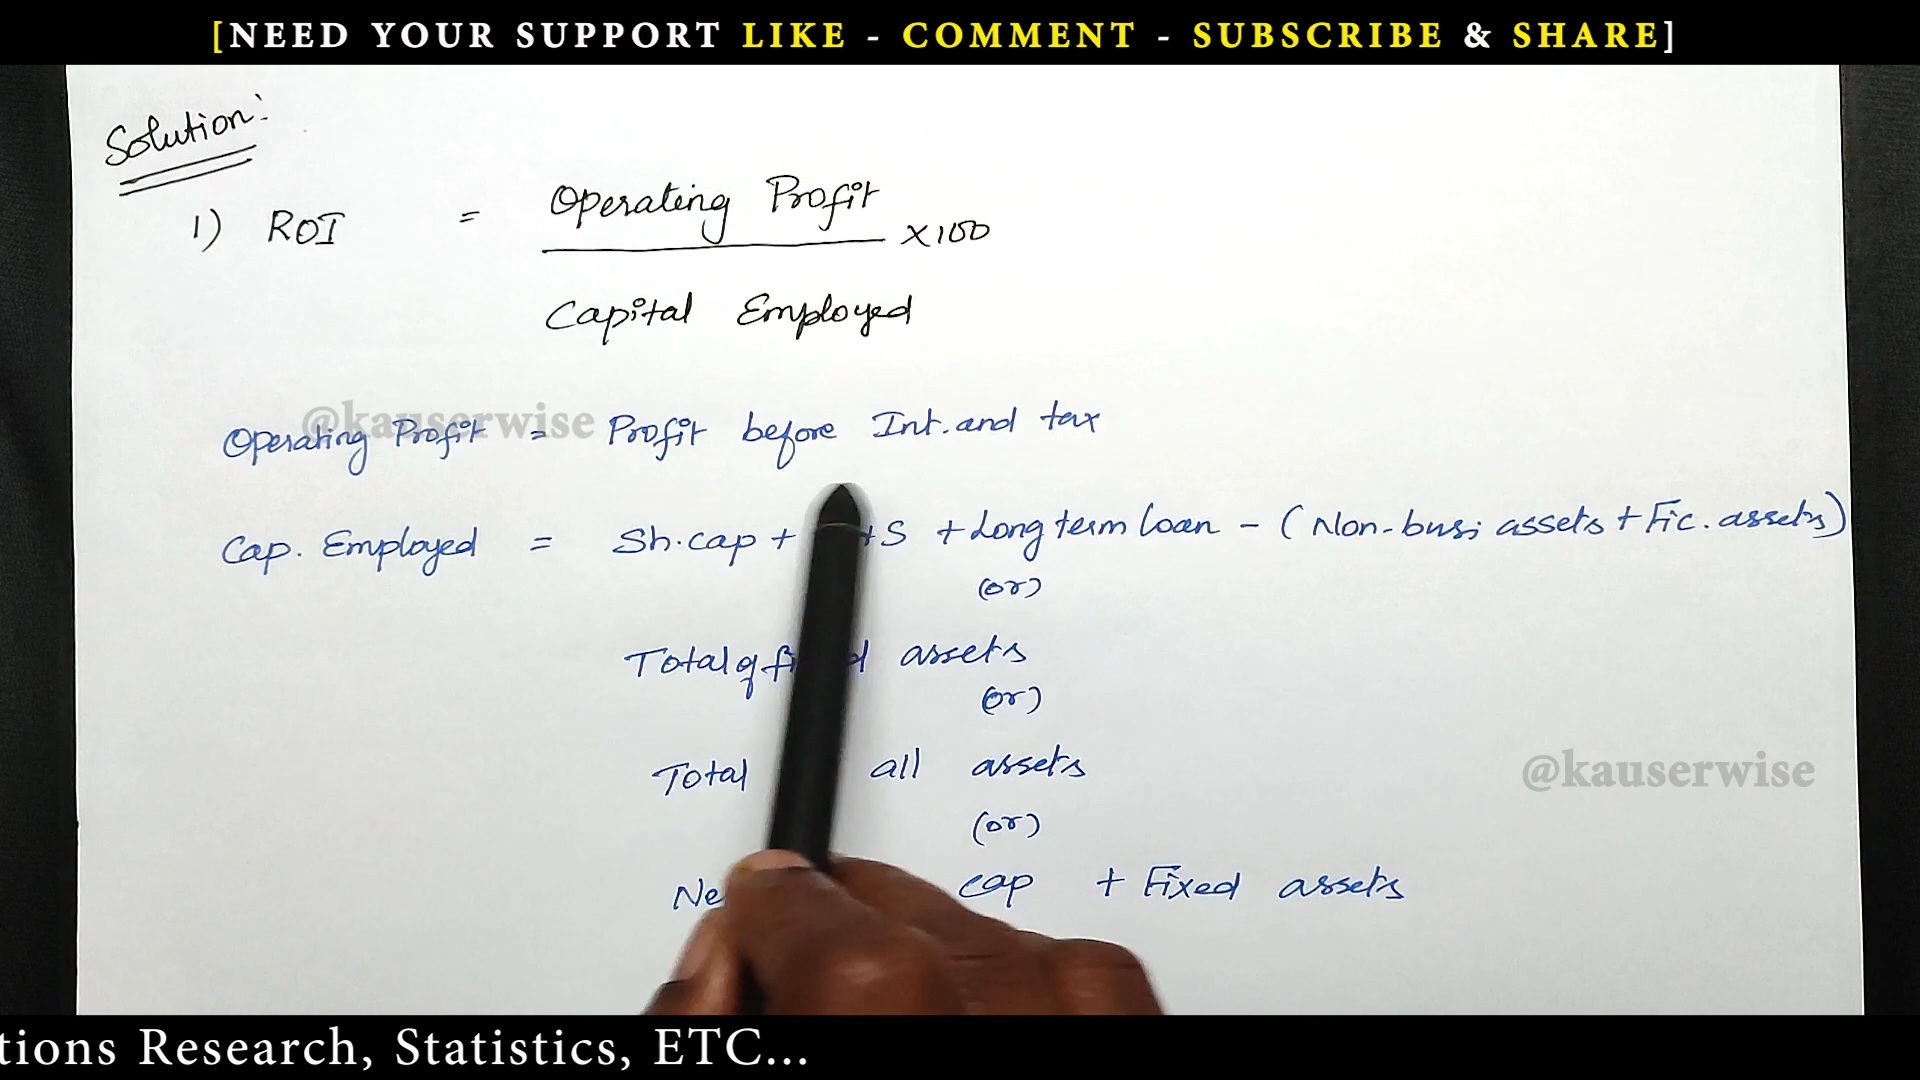 [NEED YOUR SUPPORT LIKE - COMMENT - SUBSCRIBE & SHARE]
Solution:
1) ROI = Operating Profit / Capital Employed ×100
@kauserwise
Operating Profit = Profit before Int. and tax
Cap. Employed = Sh.cap + +S + Long term loan - (Non-busi assets + Fic. assets)
(or)
Total of assets
(or)
Total all assets
@kauserwise
(or)
cap + Fixed assets
tions Research, Statistics, ETC...